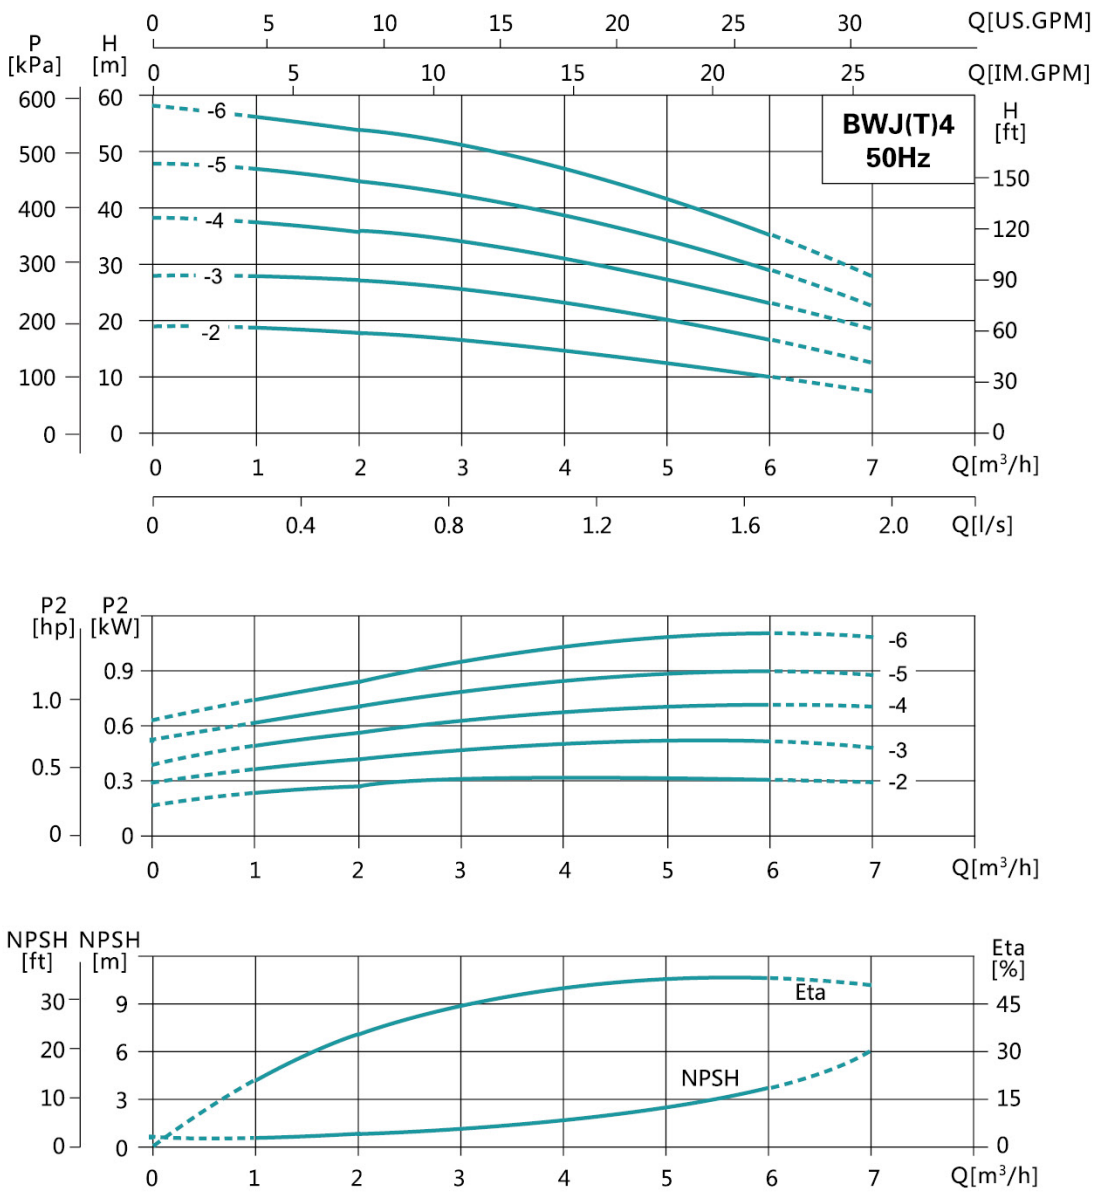 0 5 10 15 20 25 30 Q[US.GPM]
P H
[kPa] [m]
0 5 10 15 20 25 Q[IM.GPM]
600 60
500 50
400 40
300 30
200 20
100 10
0 0
-6
-5
-4
-3
-2
BWJ(T)4
50Hz
H
[ft]
150
120
90
60
30
0
0 1 2 3 4 5 6 7 Q[m³/h]
0 0.4 0.8 1.2 1.6 2.0 Q[l/s]
P2 P2
[hp] [kW]
1.0
0.5
0
0.9
0.6
0.3
0
-6
-5
-4
-3
-2
0 1 2 3 4 5 6 7 Q[m³/h]
NPSH NPSH
[ft] [m]
30
20
10
0
9
6
3
0
Eta
NPSH
Eta
[%]
45
30
15
0
0 1 2 3 4 5 6 7 Q[m³/h]